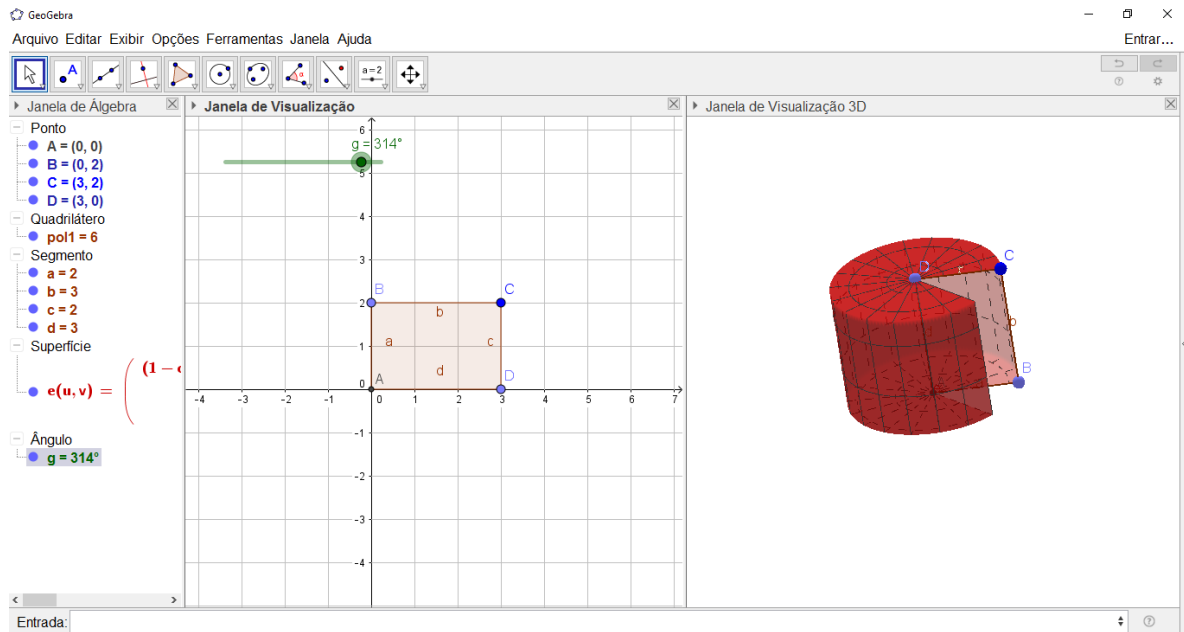 GeoGebra
Arquivo Editar Exibir Opções Ferramentas Janela Ajuda
Entrar...
A
α
a=2
Janela de Álgebra
Janela de Visualização
Janela de Visualização 3D
Ponto
A = (0, 0)
B = (0, 2)
C = (3, 2)
D = (3, 0)
Quadrilátero
pol1 = 6
Segmento
a = 2
b = 3
c = 2
d = 3
Superfície
e(u, v) = ( (1 –
Ângulo
g = 314°
g = 314°
6
5
4
3
2
1
0
-1
-2
-3
-4
-4 -3 -2 -1 0 1 2 3 4 5 6 7
B C
b
a c
d
A D
D r C
b
B
Entrada: